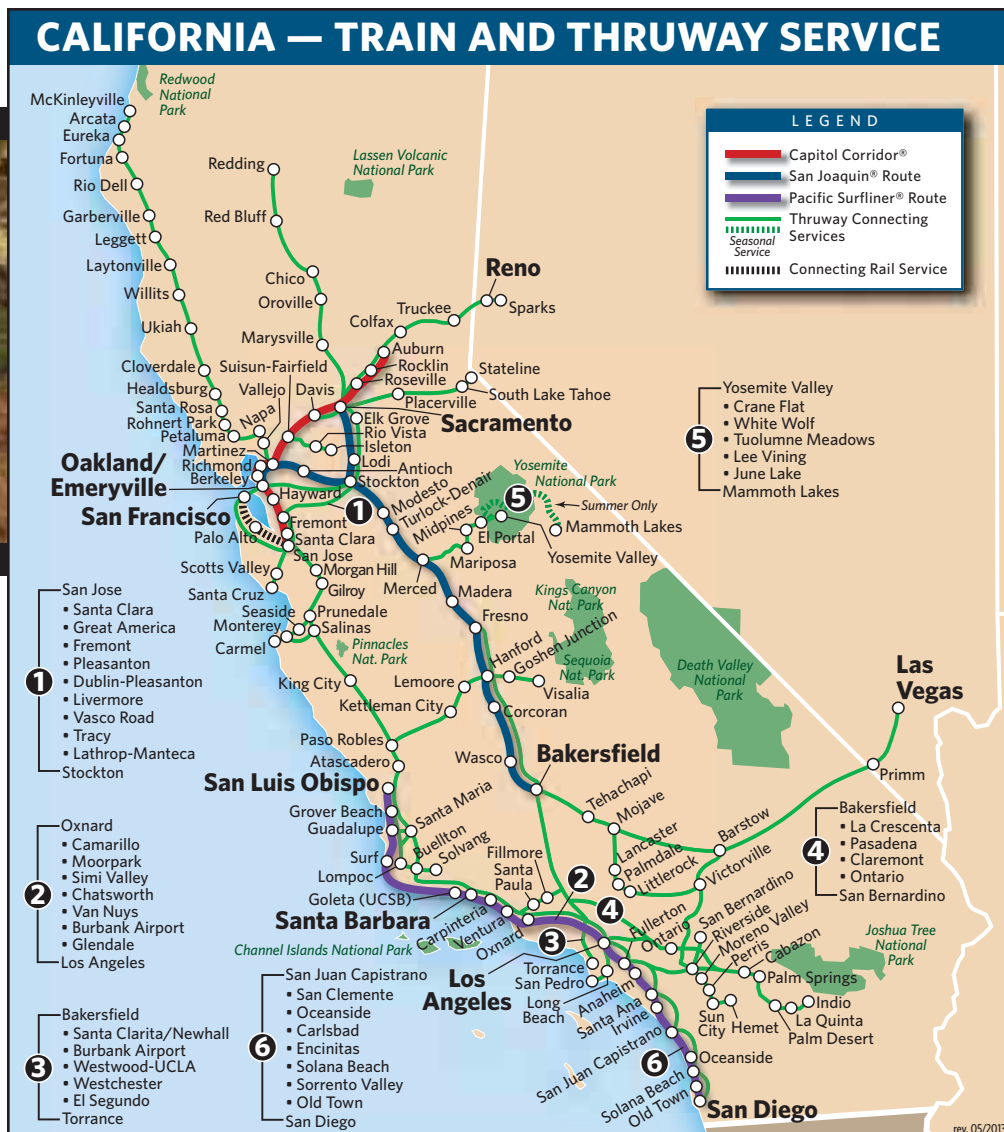 CALIFORNIA — TRAIN AND THRUWAY SERVICE
Redwood
National
Park
McKinleyville
Arcata
Eureka
Fortuna
Rio Dell
Garberville
Leggett
Laytonville
Willits
Ukiah
Cloverdale
Healdsburg
Santa Rosa
Rohnert Park
Petaluma
Napa
Vallejo
Suisun-Fairfield
Davis
Martinez
Richmond
Berkeley
Oakland/
Emeryville
San Francisco
Hayward
Palo Alto
Fremont
Santa Clara
San Jose
Scotts Valley
Santa Cruz
Morgan Hill
Gilroy
Prunedale
Seaside
Monterey
Salinas
Carmel
Redding
Red Bluff
Chico
Oroville
Marysville
Lassen Volcanic
National Park
Reno
Sparks
Truckee
Colfax
Auburn
Rocklin
Roseville
Stateline
South Lake Tahoe
Placerville
Sacramento
Elk Grove
Rio Vista
Isleton
Lodi
Antioch
Stockton
1
Modesto
Turlock-Denair
Midpines
Yosemite
National Park
5
Summer Only
El Portal
Mammoth Lakes
Yosemite Valley
Mariposa
Merced
Madera
Fresno
Kings Canyon
Nat. Park
Hanford
Goshen Junction
Sequoia
Nat. Park
Visalia
Lemoore
Kettleman City
Corcoran
Pinnacles
Nat. Park
King City
Paso Robles
Atascadero
San Luis Obispo
Grover Beach
Guadalupe
Santa Maria
Surf
Buellton
Solvang
Lompoc
Goleta (UCSB)
Santa Barbara
Carpinteria
Ventura
Oxnard
Channel Islands National Park
Fillmore
Santa
Paula
Wasco
Bakersfield
Tehachapi
Mojave
Lancaster
Palmdale
Littlerock
Barstow
Victorville
Death Valley
National
Park
Las
Vegas
Primm
2
4
3
Los
Angeles
Torrance
San Pedro
Long
Beach
Fullerton
Ontario
San Bernardino
Riverside
Moreno Valley
Perris
Cabazon
Palm Springs
Joshua Tree
National
Park
Indio
La Quinta
Palm Desert
Sun
City
Hemet
Anaheim
Santa Ana
Irvine
San Juan Capistrano
6
Oceanside
Solana Beach
Old Town
San Diego
LEGEND
Capitol Corridor®
San Joaquin® Route
Pacific Surfliner® Route
Thruway Connecting
Services
Seasonal
Service
Connecting Rail Service
5
Yosemite Valley
▪ Crane Flat
▪ White Wolf
▪ Tuolumne Meadows
▪ Lee Vining
▪ June Lake
Mammoth Lakes
1
San Jose
▪ Santa Clara
▪ Great America
▪ Fremont
▪ Pleasanton
▪ Dublin-Pleasanton
▪ Livermore
▪ Vasco Road
▪ Tracy
▪ Lathrop-Manteca
Stockton
2
Oxnard
▪ Camarillo
▪ Moorpark
▪ Simi Valley
▪ Chatsworth
▪ Van Nuys
▪ Burbank Airport
▪ Glendale
Los Angeles
3
Bakersfield
▪ Santa Clarita/Newhall
▪ Burbank Airport
▪ Westwood-UCLA
▪ Westchester
▪ El Segundo
Torrance
6
San Juan Capistrano
▪ San Clemente
▪ Oceanside
▪ Carlsbad
▪ Encinitas
▪ Solana Beach
▪ Sorrento Valley
▪ Old Town
San Diego
4
Bakersfield
▪ La Crescenta
▪ Pasadena
▪ Claremont
▪ Ontario
San Bernardino
rev. 05/2013